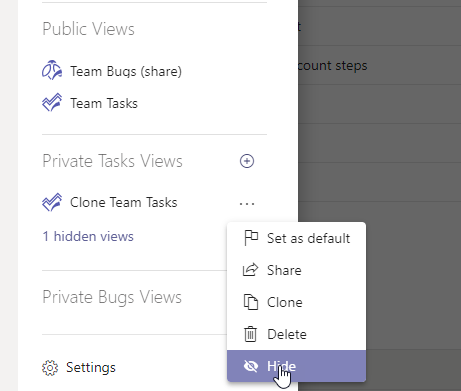 Public Views
Team Bugs (share)
Team Tasks
count steps
Private Tasks Views
Clone Team Tasks
...
1 hidden views
Set as default
Share
Clone
Delete
Hide
Private Bugs Views
Settings